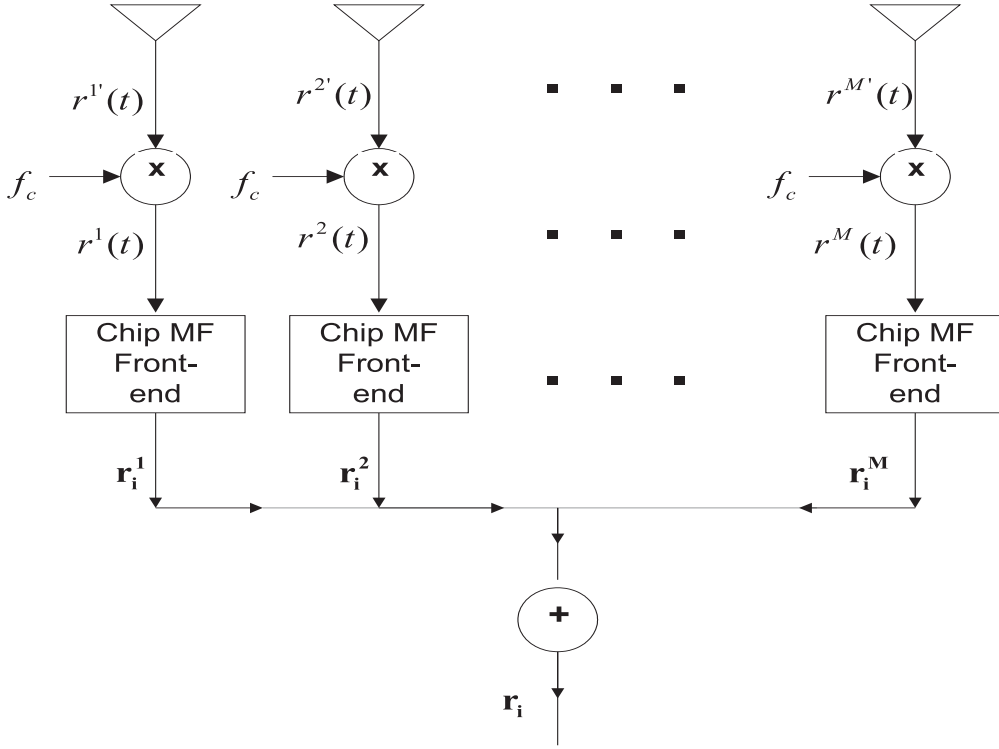 r^{1'}(t) r^{2'}(t) r^{M'}(t)
x x x
f_c f_c f_c
r^1(t) r^2(t) r^M(t)
Chip MF Chip MF Chip MF
Front- Front- Front-
end end end
r_i^1 r_i^2 r_i^M
+
r_i